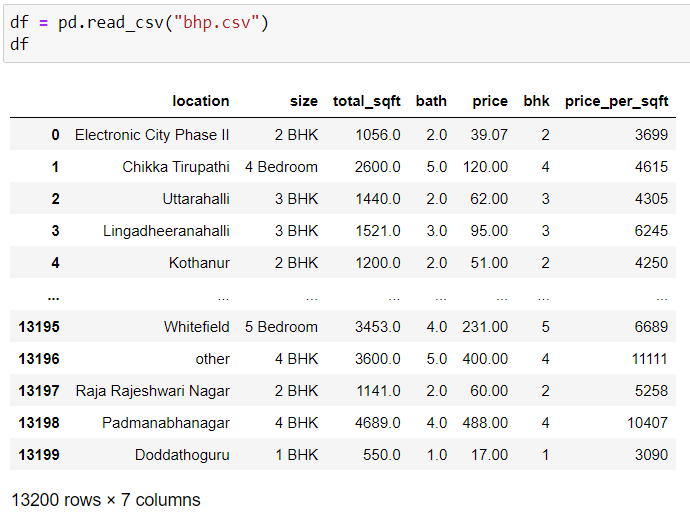 df = pd.read_csv("bhp.csv")
df
location size total_sqft bath price bhk price_per_sqft
0 Electronic City Phase II 2 BHK 1056.0 2.0 39.07 2 3699
1 Chikka Tirupathi 4 Bedroom 2600.0 5.0 120.00 4 4615
2 Uttarahalli 3 BHK 1440.0 2.0 62.00 3 4305
3 Lingadheeranahalli 3 BHK 1521.0 3.0 95.00 3 6245
4 Kothanur 2 BHK 1200.0 2.0 51.00 2 4250
... ... ... ... ... ... ... ...
13195 Whitefield 5 Bedroom 3453.0 4.0 231.00 5 6689
13196 other 4 BHK 3600.0 5.0 400.00 4 11111
13197 Raja Rajeshwari Nagar 2 BHK 1141.0 2.0 60.00 2 5258
13198 Padmanabhanagar 4 BHK 4689.0 4.0 488.00 4 10407
13199 Doddathoguru 1 BHK 550.0 1.0 17.00 1 3090
13200 rows × 7 columns